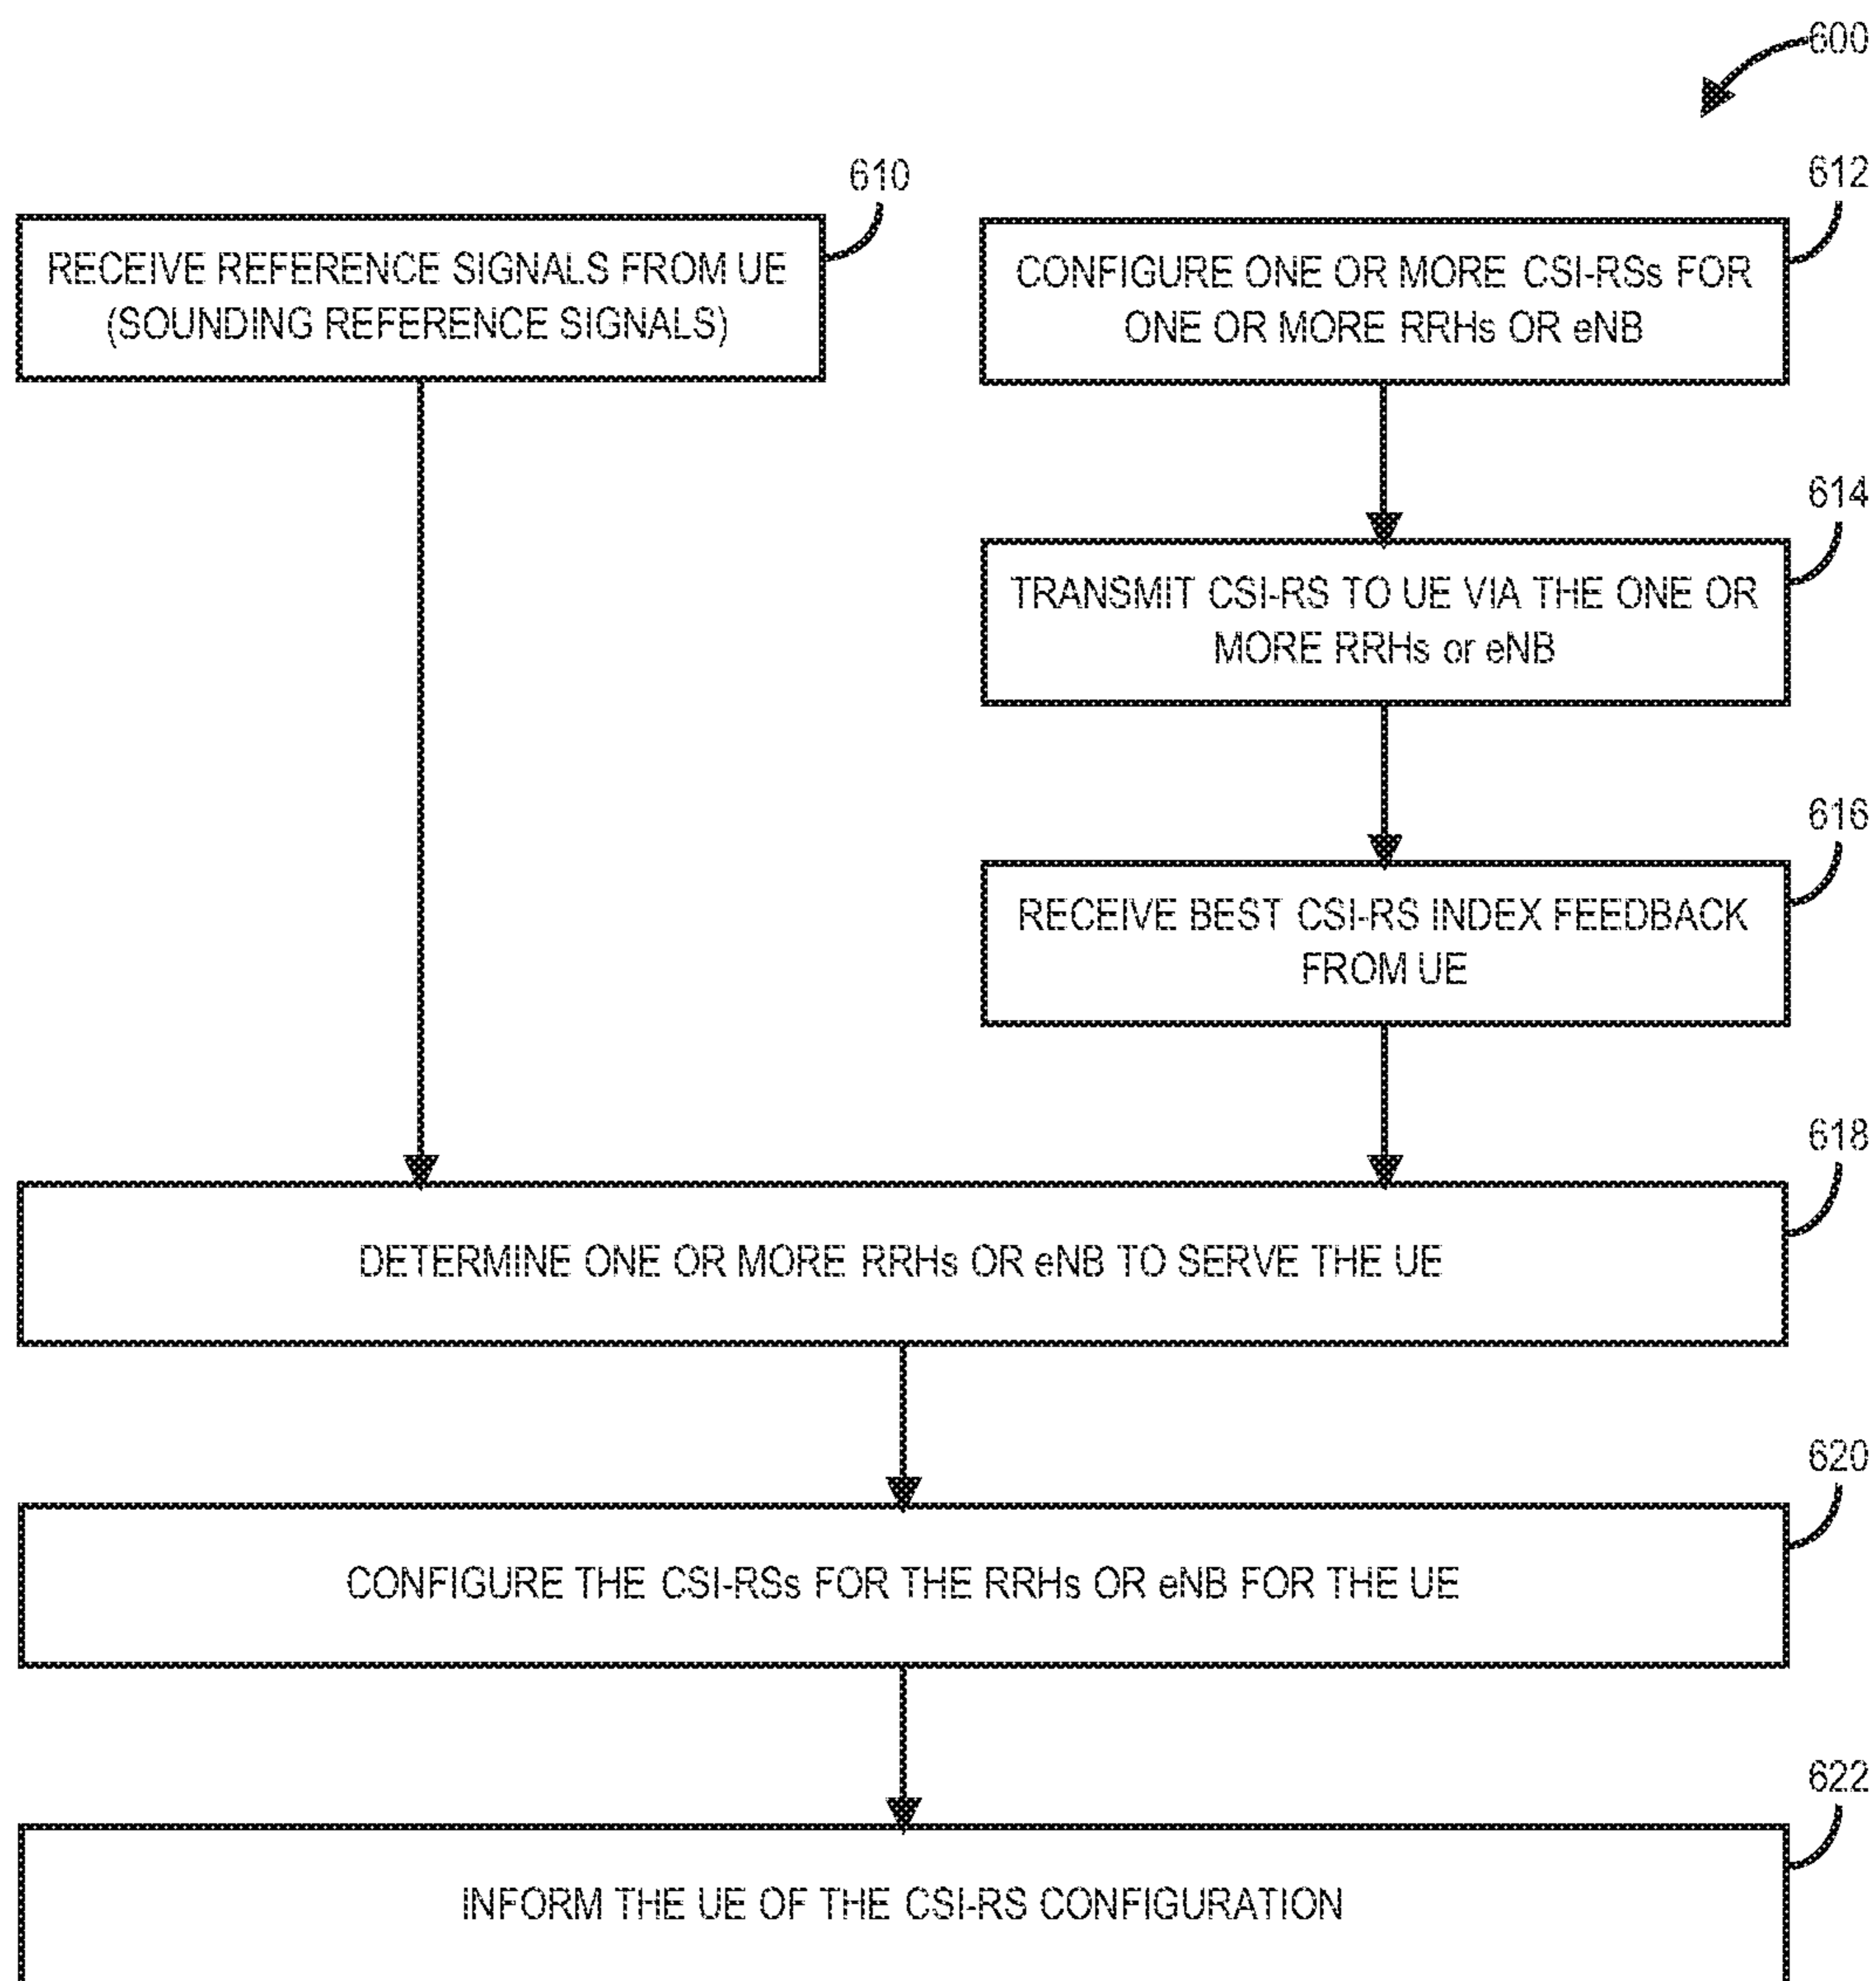 600
610
RECEIVE REFERENCE SIGNALS FROM UE
(SOUNDING REFERENCE SIGNALS)
612
CONFIGURE ONE OR MORE CSI-RSs FOR
ONE OR MORE RRHs OR eNB
614
TRANSMIT CSI-RS TO UE VIA THE ONE OR
MORE RRHs or eNB
616
RECEIVE BEST CSI-RS INDEX FEEDBACK
FROM UE
618
DETERMINE ONE OR MORE RRHs OR eNB TO SERVE THE UE
620
CONFIGURE THE CSI-RSs FOR THE RRHs OR eNB FOR THE UE
622
INFORM THE UE OF THE CSI-RS CONFIGURATION